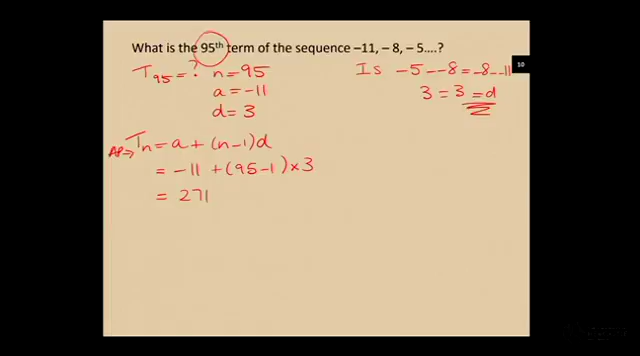 What is the 95th term of the sequence –11, – 8, – 5....?
10
T95 = ? n = 95
a = -11
d = 3
Is -5 - -8 = -8 - -11
3 = 3 = d
AP→ Tn = a + (n-1)d
= -11 + (95-1) × 3
= 271